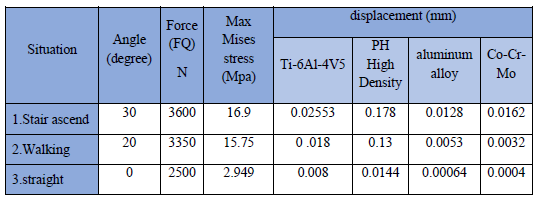 Situation Angle (degree) Force (FQ) N Max Mises stress (Mpa) displacement (mm)
Ti-6Al-4V5 PH High Density aluminum alloy Co-Cr-Mo
1.Stair ascend 30 3600 16.9 0.02553 0.178 0.0128 0.0162
2.Walking 20 3350 15.75 0 .018 0.13 0.0053 0.0032
3.straight 0 2500 2.949 0.008 0.0144 0.00064 0.0004